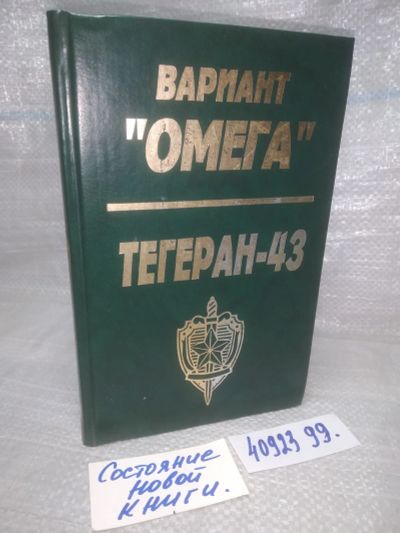 ВАРИАНТ
"ОМЕГА"
ТЕГЕРАН-43
Состояние
новой
книги.
40923 99.